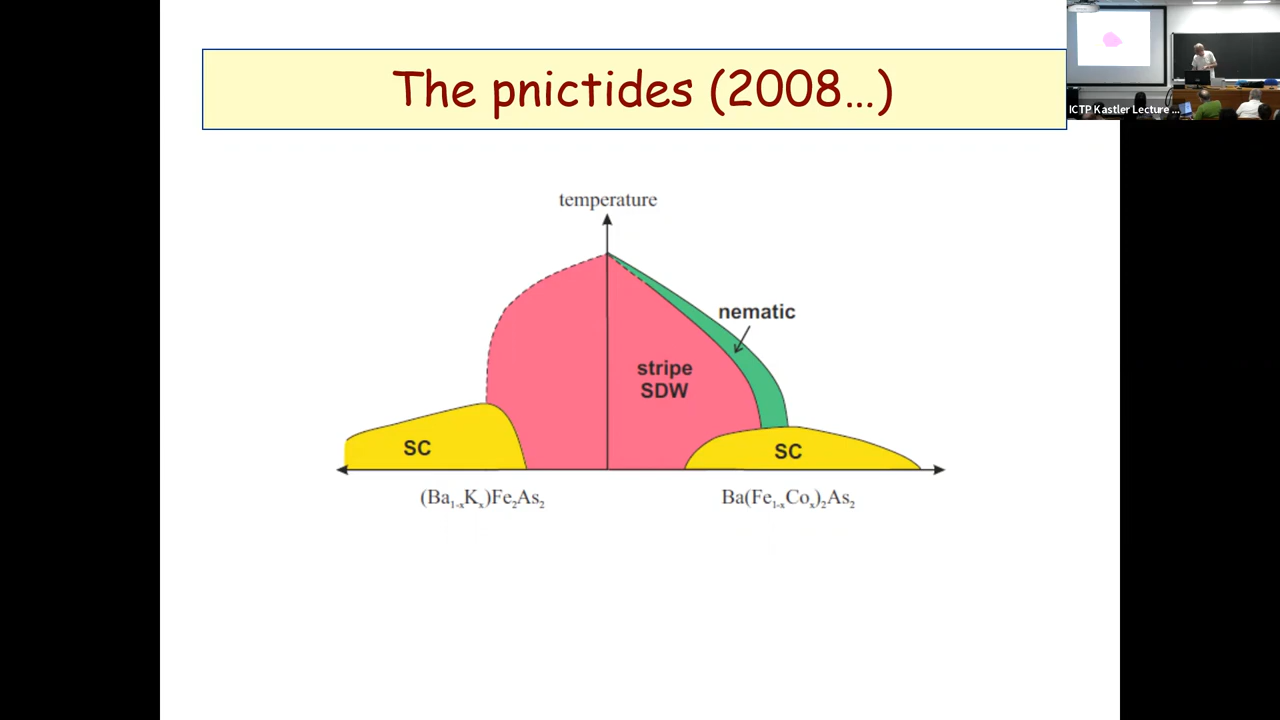 The pnictides (2008...)
ICTP Kastler Lecture ...
temperature
nematic
stripe
SDW
SC
SC
(Ba₁₋ₓKₓ)Fe₂As₂
Ba(Fe₁₋ₓCoₓ)₂As₂